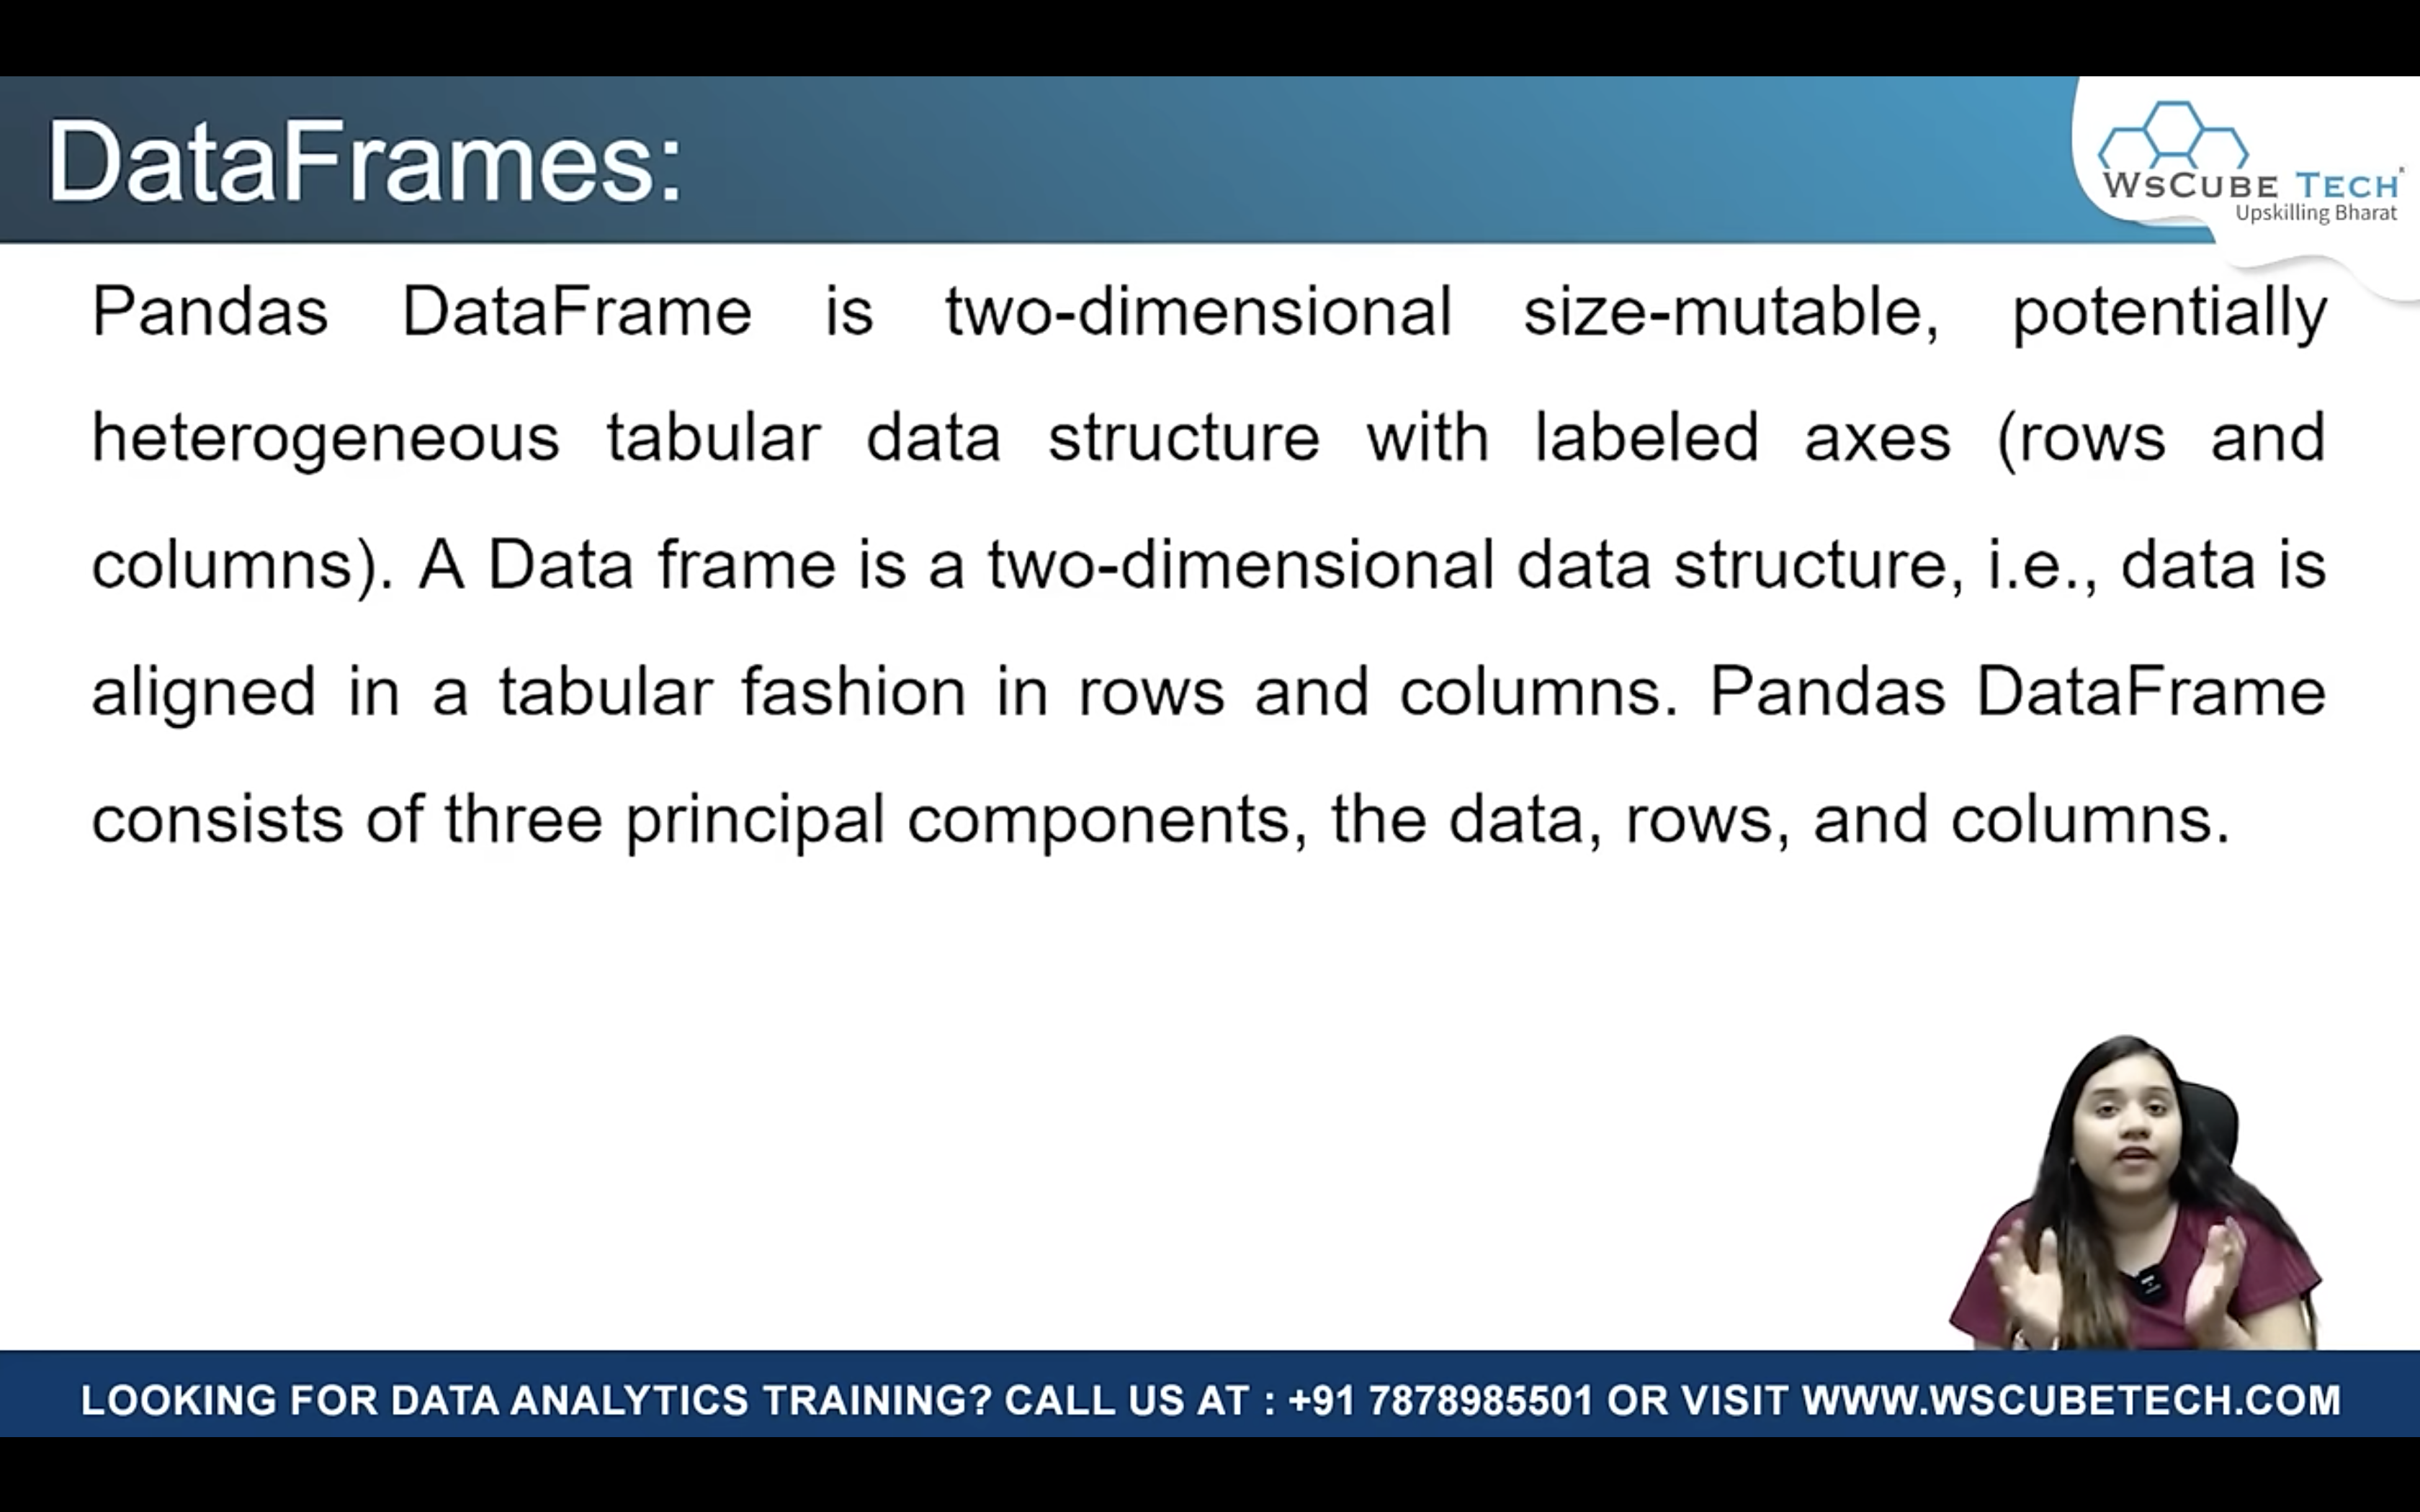 DataFrames:
WsCube Tech
Upskilling Bharat
Pandas DataFrame is two-dimensional size-mutable, potentially
heterogeneous tabular data structure with labeled axes (rows and
columns). A Data frame is a two-dimensional data structure, i.e., data is
aligned in a tabular fashion in rows and columns. Pandas DataFrame
consists of three principal components, the data, rows, and columns.
LOOKING FOR DATA ANALYTICS TRAINING? CALL US AT : +91 7878985501 OR VISIT WWW.WSCUBETECH.COM